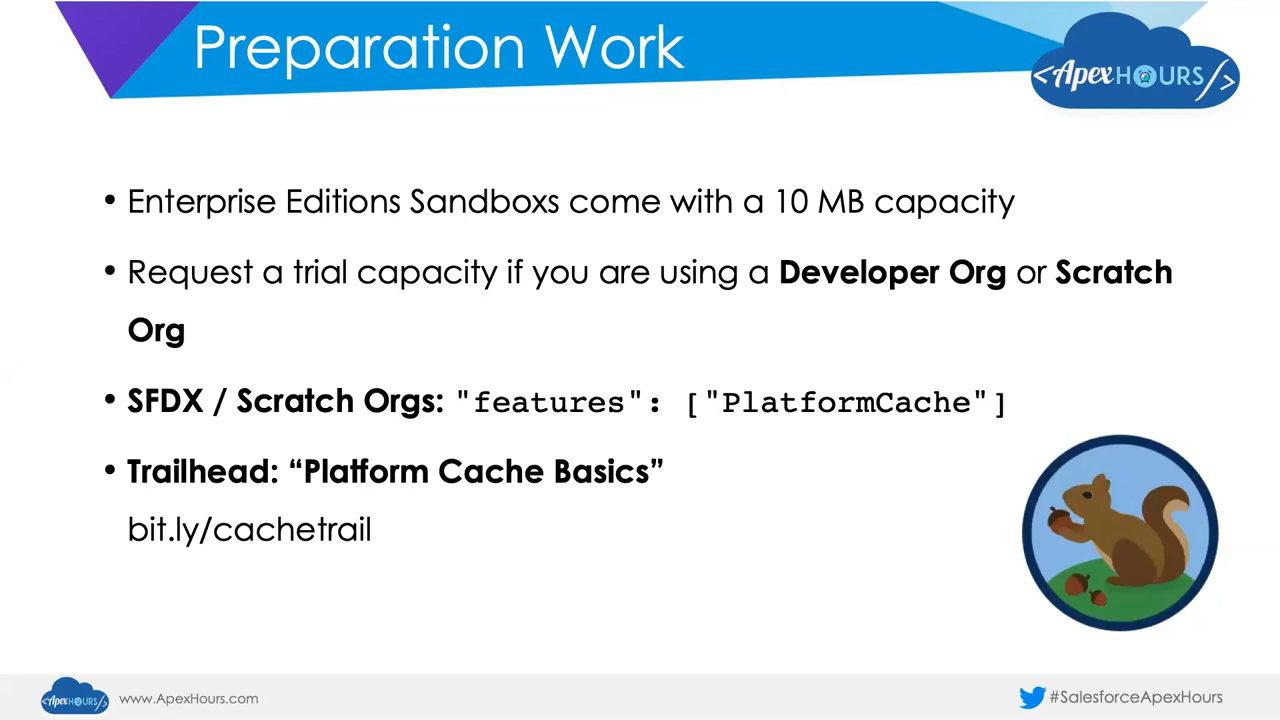 Preparation Work
<ApexHOURS/>
• Enterprise Editions Sandboxs come with a 10 MB capacity
• Request a trial capacity if you are using a Developer Org or Scratch
Org
• SFDX / Scratch Orgs: "features": ["PlatformCache"]
• Trailhead: “Platform Cache Basics”
bit.ly/cachetrail
<ApexHOURS/>
www.ApexHours.com
#SalesforceApexHours